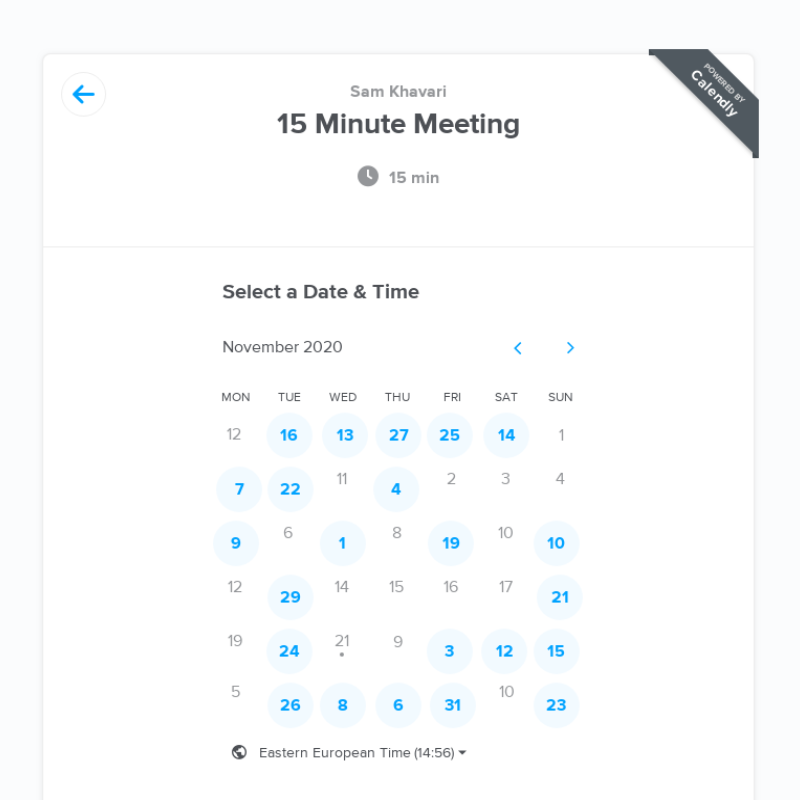 POWERED BY
Calendly
Sam Khavari
15 Minute Meeting
15 min
Select a Date & Time
November 2020
MON TUE WED THU FRI SAT SUN
12 16 13 27 25 14 1
7 22 11 4 2 3 4
9 6 1 8 19 10 10
12 29 14 15 16 17 21
19 24 21 9 3 12 15
5 26 8 6 31 10 23
Eastern European Time (14:56)